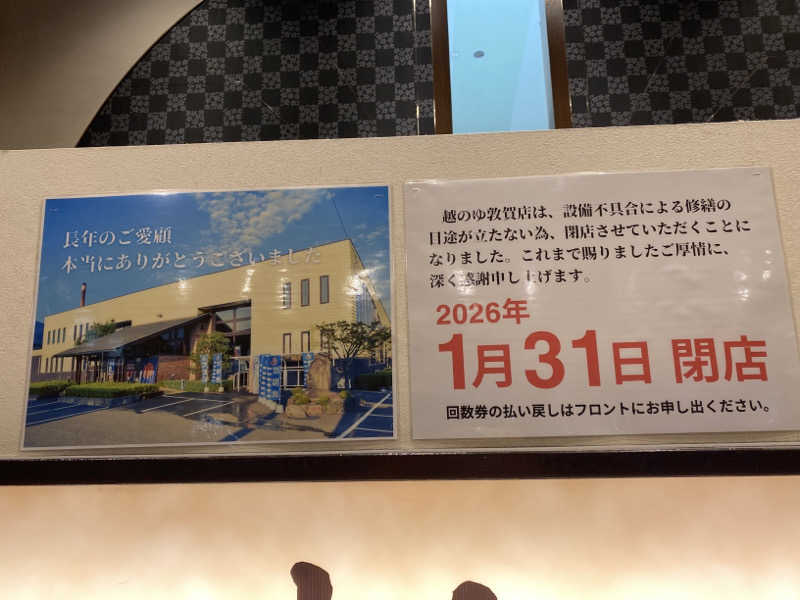 長年のご愛顧
本当にありがとうございました
越のゆ敦賀店は、設備不具合による修繕の
目途が立たない為、閉店させていただくことに
なりました。これまで賜りましたご厚情に、
深く感謝申し上げます。
2026年
1月31日 閉店
回数券の払い戻しはフロントにお申し出ください。